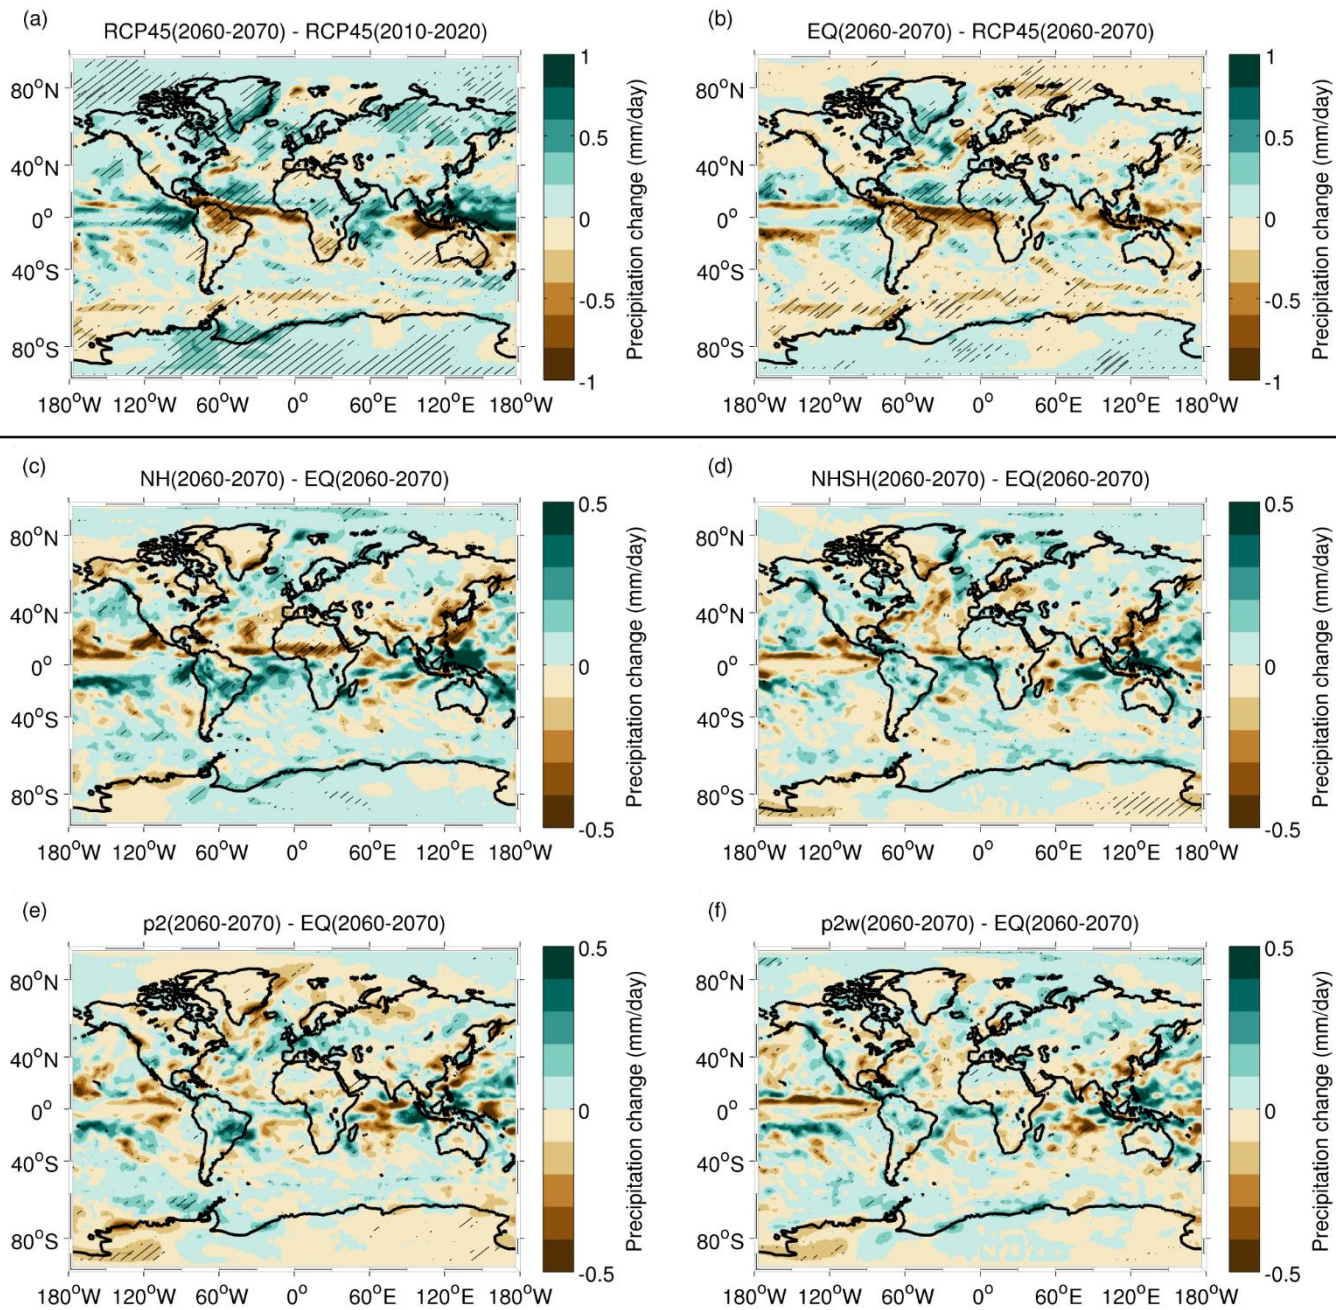 (a)
RCP45(2060-2070) - RCP45(2010-2020)
80°N
40°N
0°
40°S
80°S
180°W 120°W 60°W 0° 60°E 120°E 180°W
1
0.5
0
-0.5
-1
Precipitation change (mm/day)
(b)
EQ(2060-2070) - RCP45(2060-2070)
80°N
40°N
0°
40°S
80°S
180°W 120°W 60°W 0° 60°E 120°E 180°W
1
0.5
0
-0.5
-1
Precipitation change (mm/day)
(c)
NH(2060-2070) - EQ(2060-2070)
80°N
40°N
0°
40°S
80°S
180°W 120°W 60°W 0° 60°E 120°E 180°W
0.5
0
-0.5
Precipitation change (mm/day)
(d)
NHSH(2060-2070) - EQ(2060-2070)
80°N
40°N
0°
40°S
80°S
180°W 120°W 60°W 0° 60°E 120°E 180°W
0.5
0
-0.5
Precipitation change (mm/day)
(e)
p2(2060-2070) - EQ(2060-2070)
80°N
40°N
0°
40°S
80°S
180°W 120°W 60°W 0° 60°E 120°E 180°W
0.5
0
-0.5
Precipitation change (mm/day)
(f)
p2w(2060-2070) - EQ(2060-2070)
80°N
40°N
0°
40°S
80°S
180°W 120°W 60°W 0° 60°E 120°E 180°W
0.5
0
-0.5
Precipitation change (mm/day)